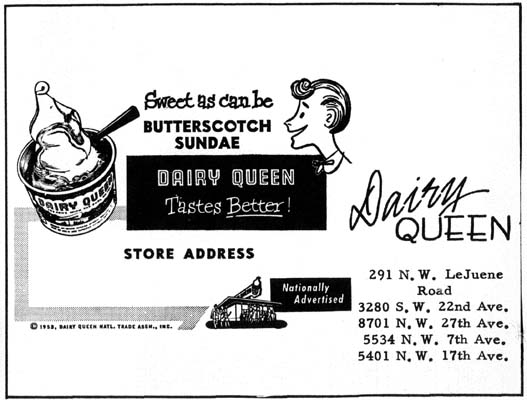 Sweet as can be
BUTTERSCOTCH
SUNDAE
DAIRY QUEEN
DAIRY QUEEN
Tastes Better!
STORE ADDRESS
Nationally
Advertised
DAIRY QUEEN NATL. TRADE ASSN., INC.
Dairy
QUEEN
291 N.W. LeJuene
Road
3280 S.W. 22nd Ave.
8701 N.W. 27th Ave.
5534 N.W. 7th Ave.
5401 N.W. 17th Ave.